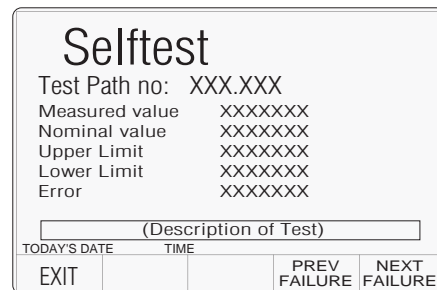 Selftest
Test Path no: XXX.XXX
Measured value XXXXXXX
Nominal value XXXXXXX
Upper Limit XXXXXXX
Lower Limit XXXXXXX
Error XXXXXXX
(Description of Test)
TODAY'S DATE TIME
EXIT
PREV FAILURE
NEXT FAILURE